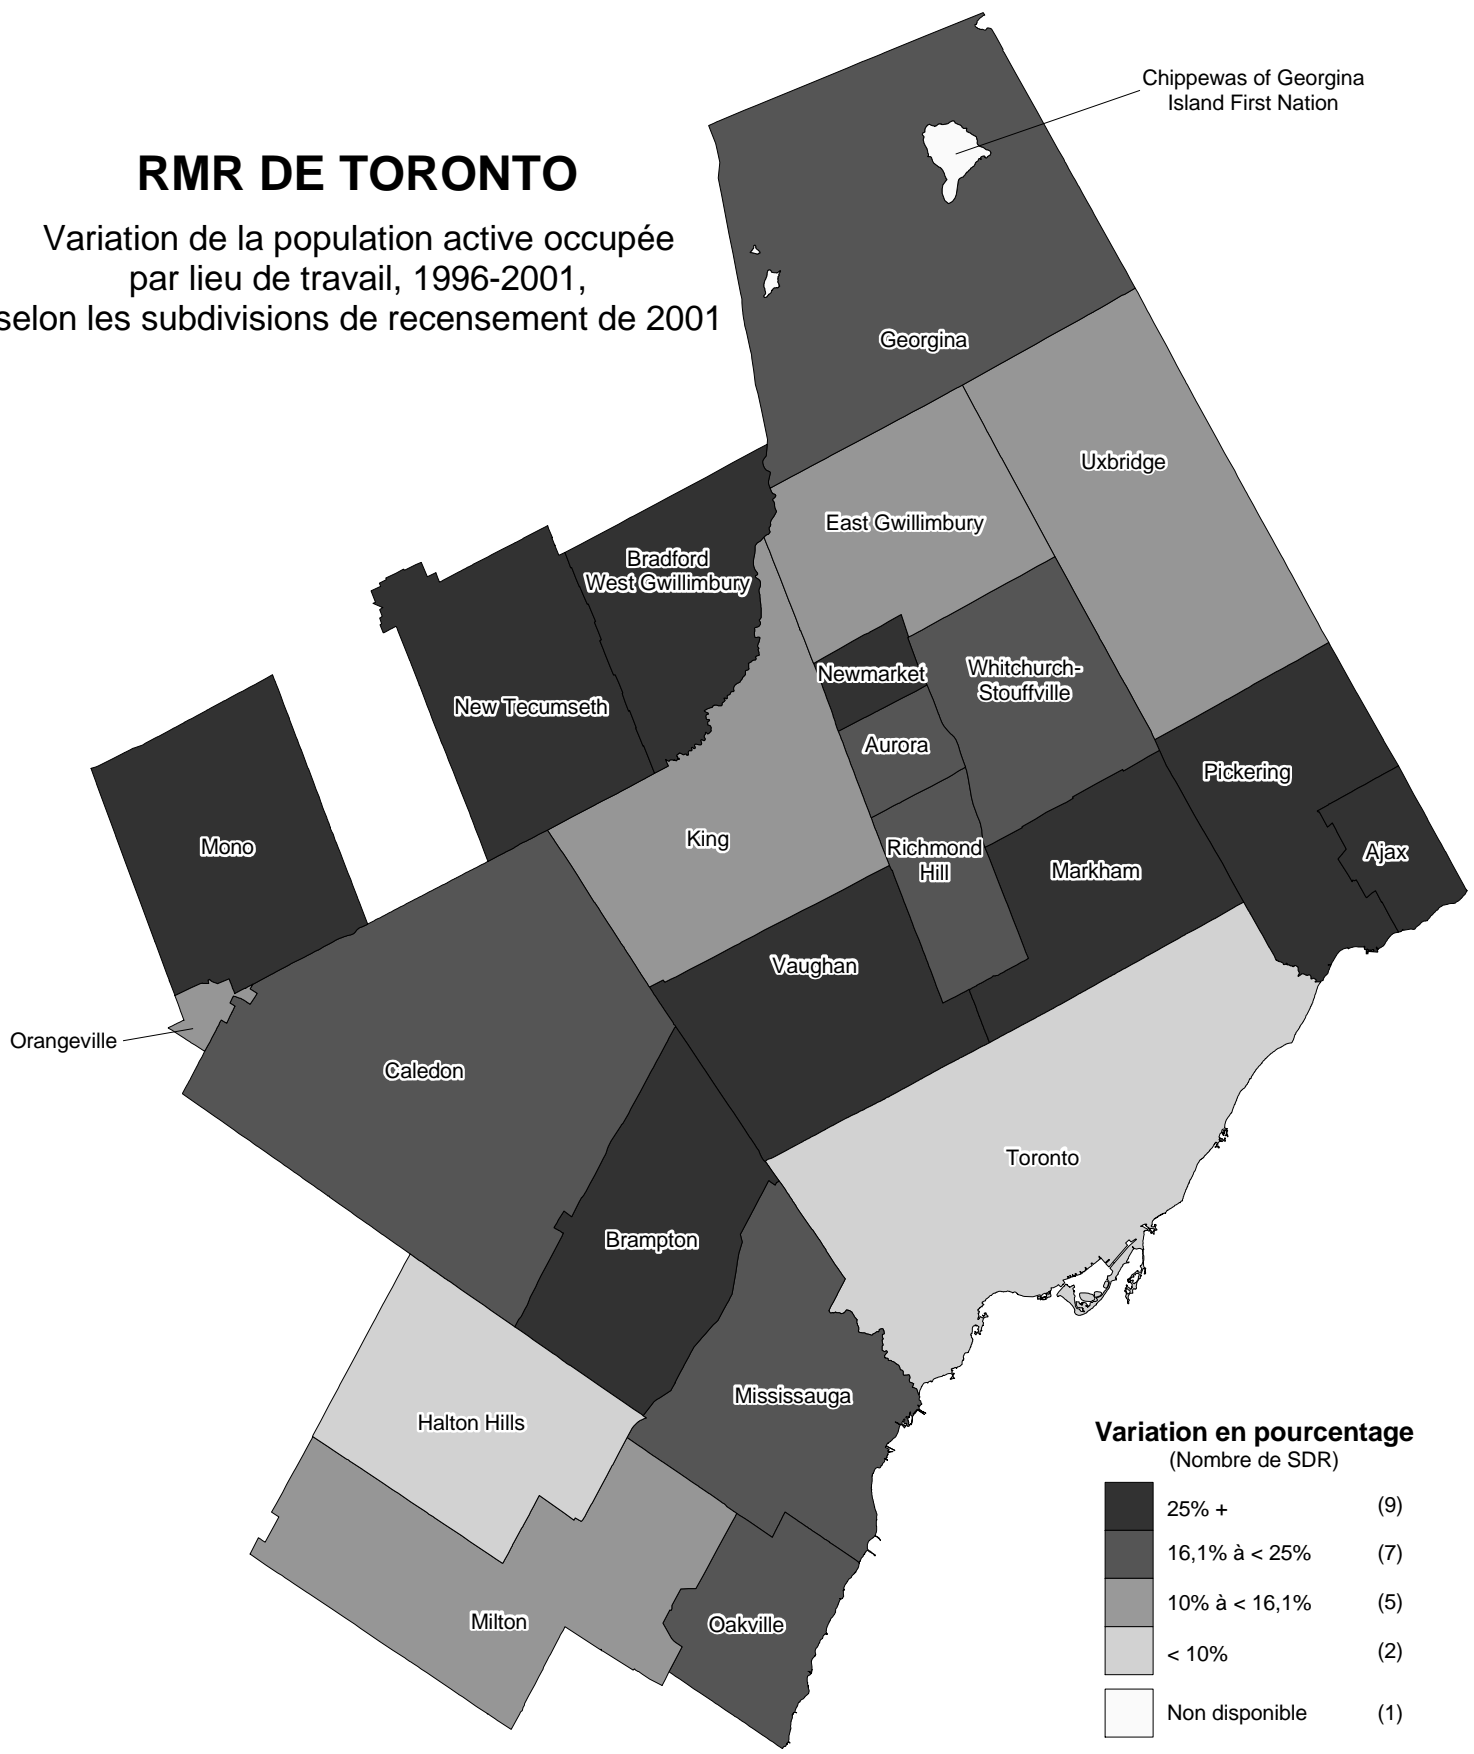 RMR DE TORONTO
Variation de la population active occupée
par lieu de travail, 1996-2001,
selon les subdivisions de recensement de 2001
Chippewas of Georgina
Island First Nation
Georgina
Uxbridge
East Gwillimbury
Bradford
West Gwillimbury
Newmarket
Whitchurch-
Stouffville
New Tecumseth
Aurora
Pickering
King
Mono
Richmond
Hill
Markham
Ajax
Vaughan
Orangeville
Caledon
Toronto
Brampton
Mississauga
Halton Hills
Milton
Oakville
Variation en pourcentage
(Nombre de SDR)
25% + (9)
16,1% à < 25% (7)
10% à < 16,1% (5)
< 10% (2)
Non disponible (1)